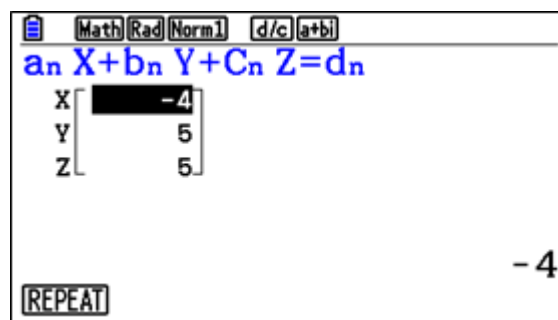 Math Rad Norm1 d/c a+bi
an X+bn Y+Cn Z=dn
X -4
Y 5
Z 5
-4
REPEAT